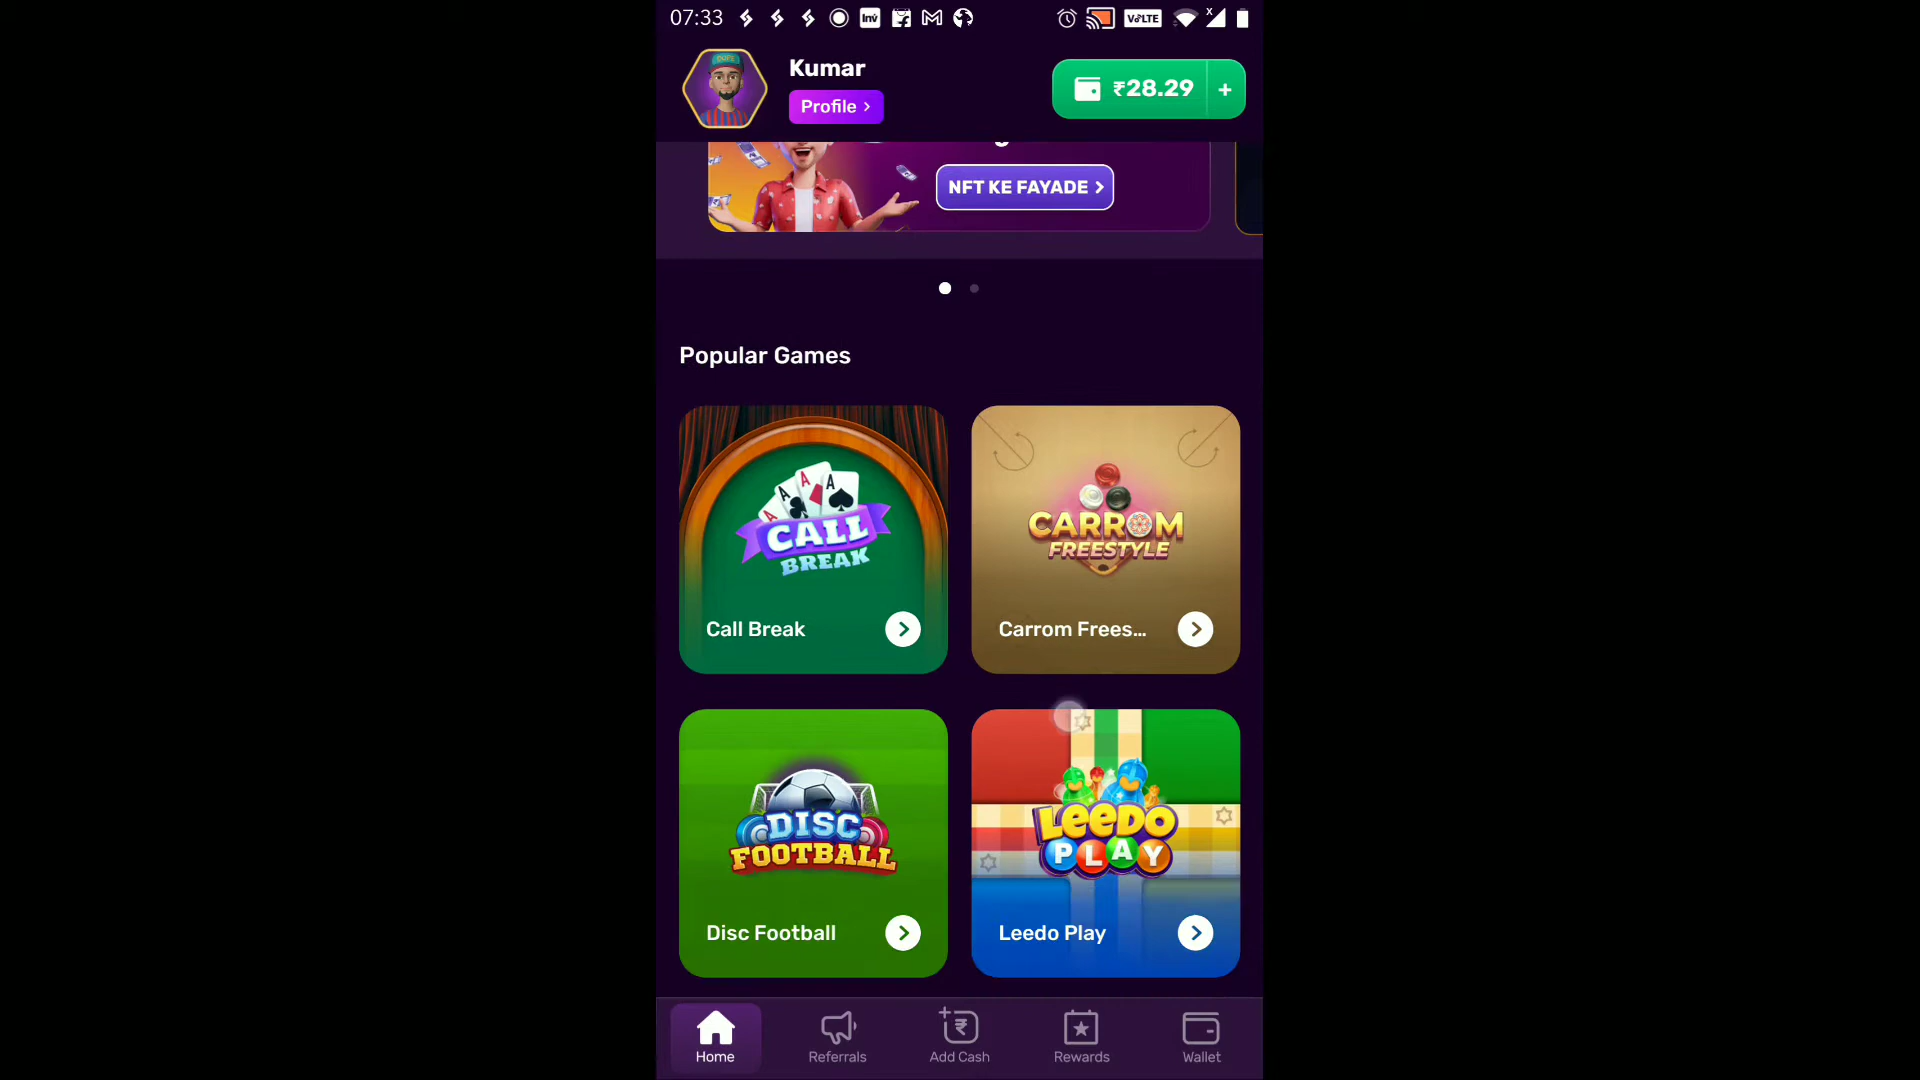 07:33
VoLTE
Kumar
Profile >
₹28.29 +
NFT KE FAYADE >
Popular Games
CALL
BREAK
Call Break
CARROM
FREESTYLE
Carrom Frees...
DISC
FOOTBALL
Disc Football
LEEDO
PLAY
Leedo Play
Home
Referrals
Add Cash
Rewards
Wallet